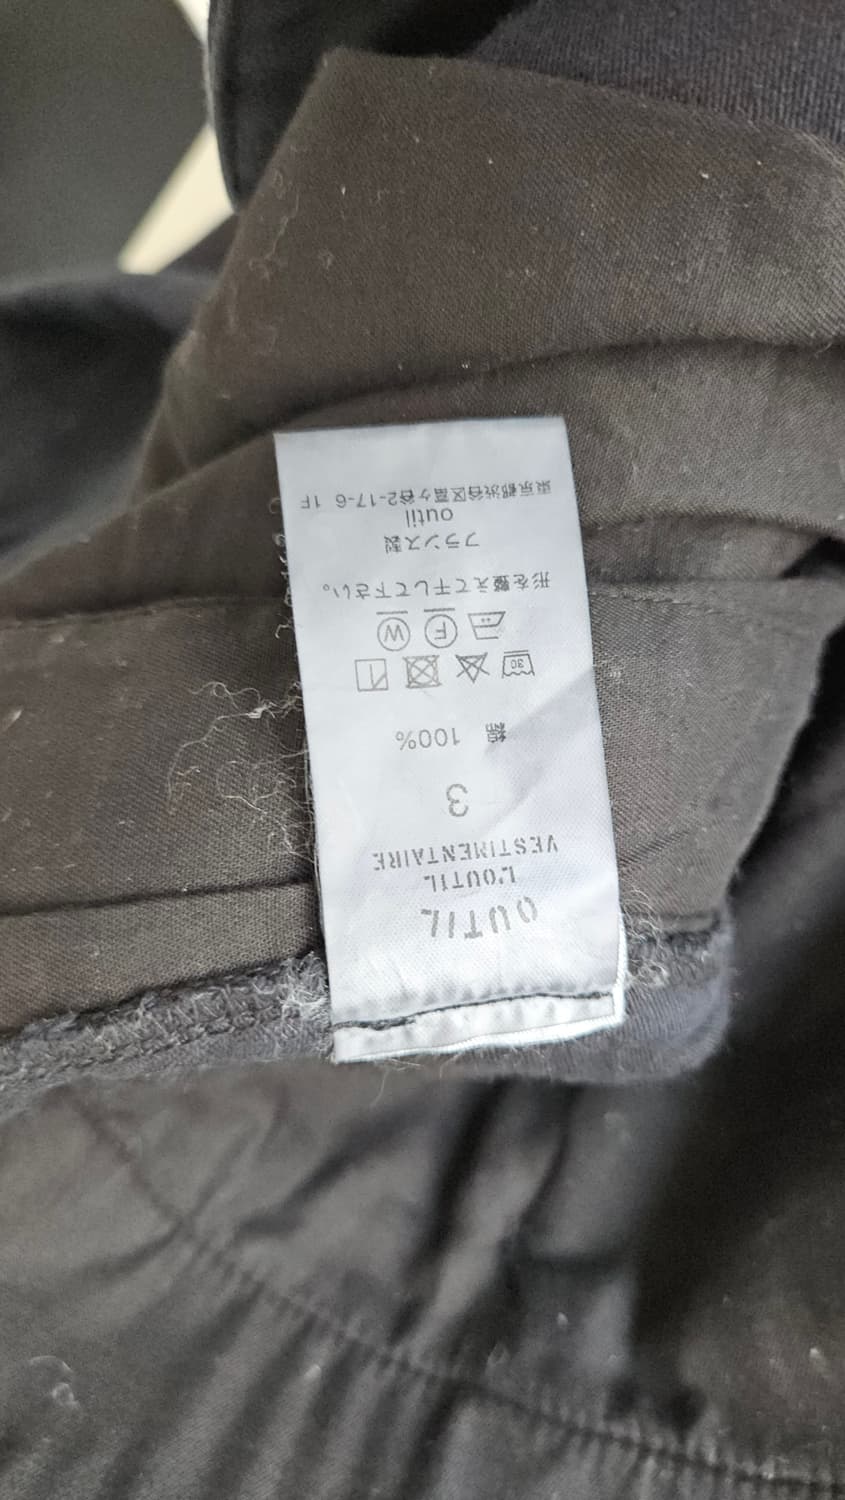 OUTIL
L'OUTIL
VESTIMENTAIRE
3
綿 100%
30
F W
形を整えて干して下さい。
フランス製
outil
東京都渋谷区富ヶ谷2-17-6 1F